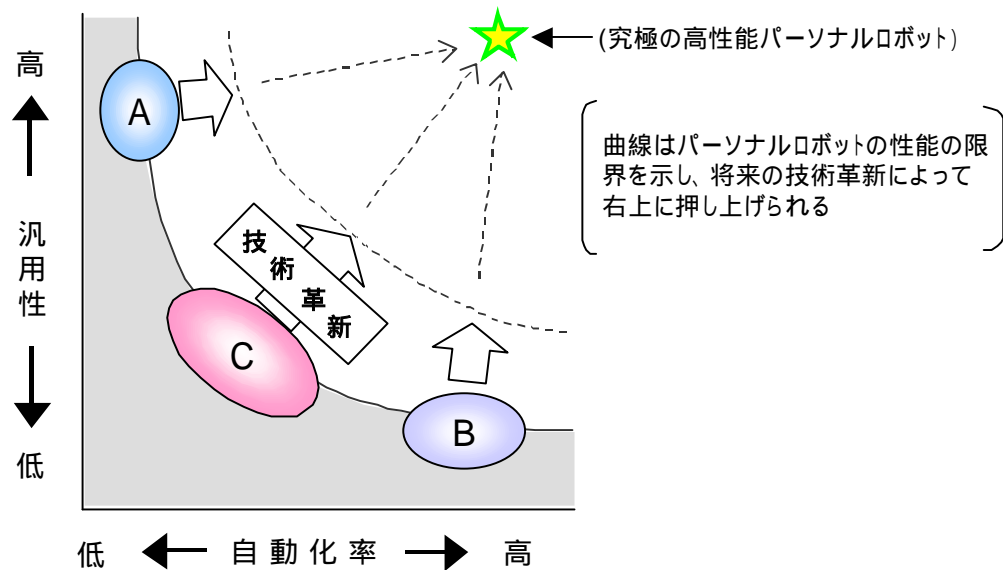 (究極の高性能パーソナルロボット)
高
A
曲線はパーソナルロボットの性能の限
界を示し、将来の技術革新によって
右上に押し上げられる
汎用性
技術革新
C
B
低
低
自動化率
高